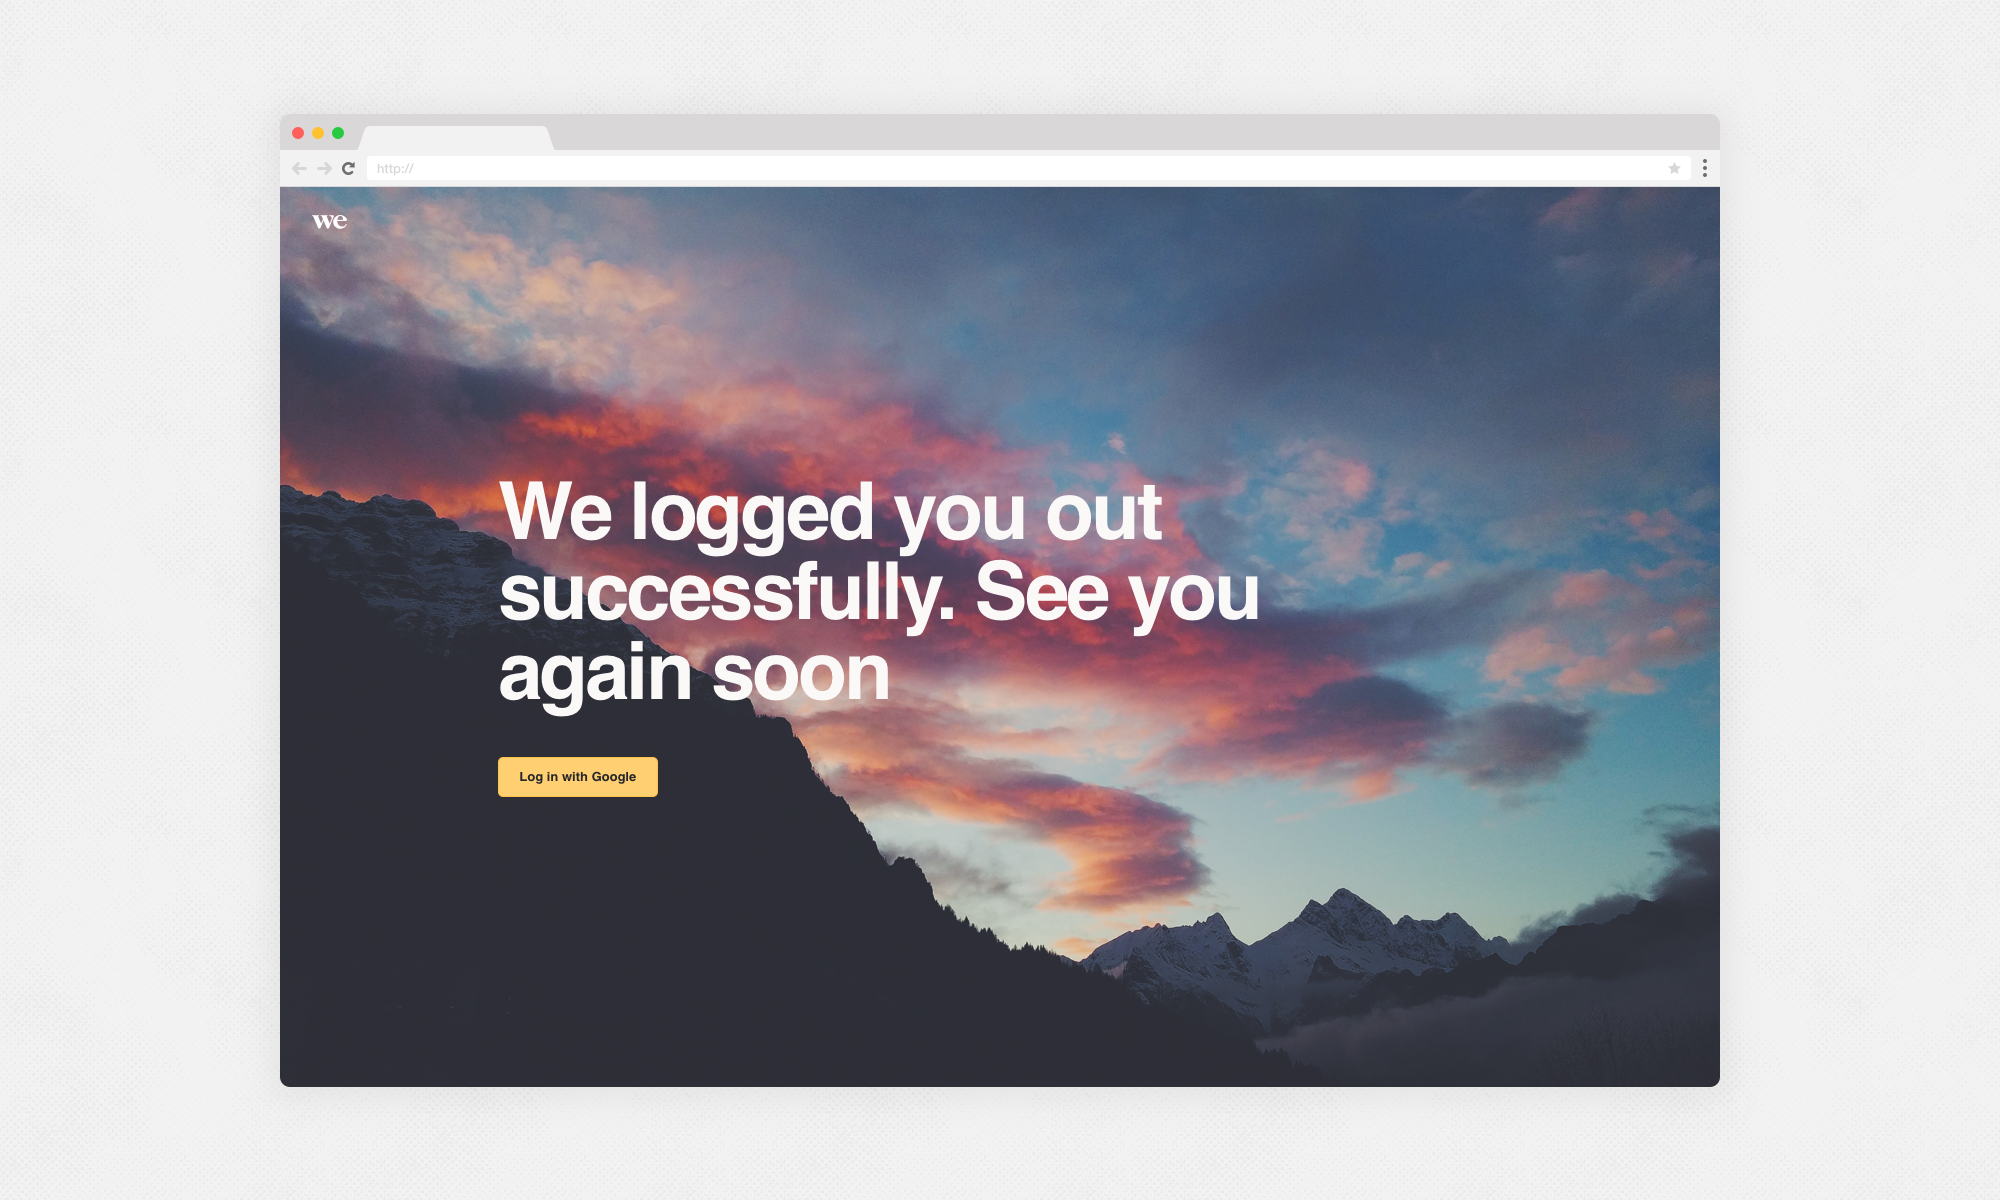 http://
we
We logged you out
successfully. See you
again soon
Log in with Google